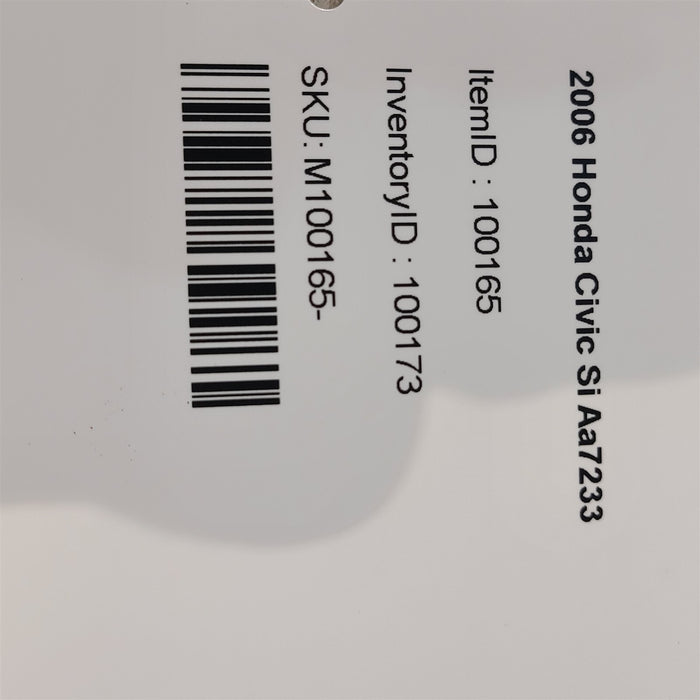 2006 Honda Civic Si Aa7233
ItemID : 100165
InventoryID : 100173
SKU: M100165-